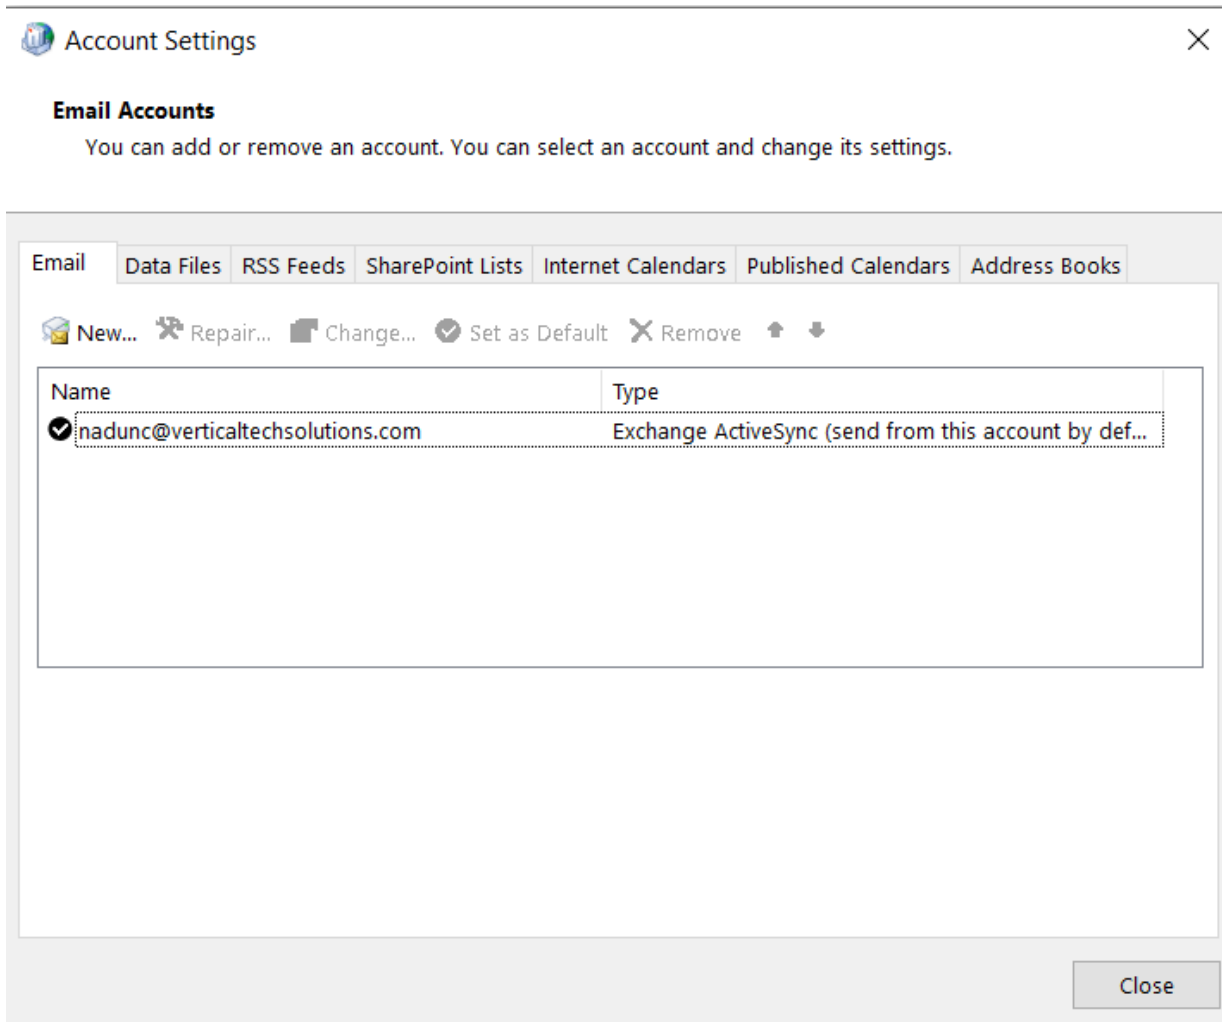 Account Settings
Email Accounts
You can add or remove an account. You can select an account and change its settings.
Email Data Files RSS Feeds SharePoint Lists Internet Calendars Published Calendars Address Books
New... Repair... Change... Set as Default Remove
Name Type
nadunc@verticaltechsolutions.com Exchange ActiveSync (send from this account by def...
Close